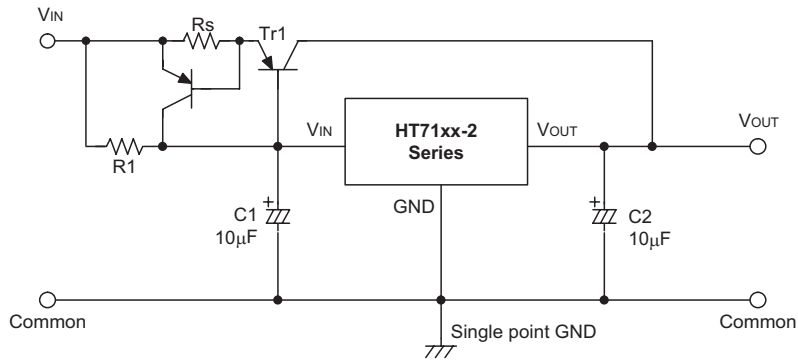 VIN
Rs
Tr1
R1
VIN
HT71xx-2
Series
VOUT
VOUT
GND
C1
10μF
C2
10μF
Common
Single point GND
Common